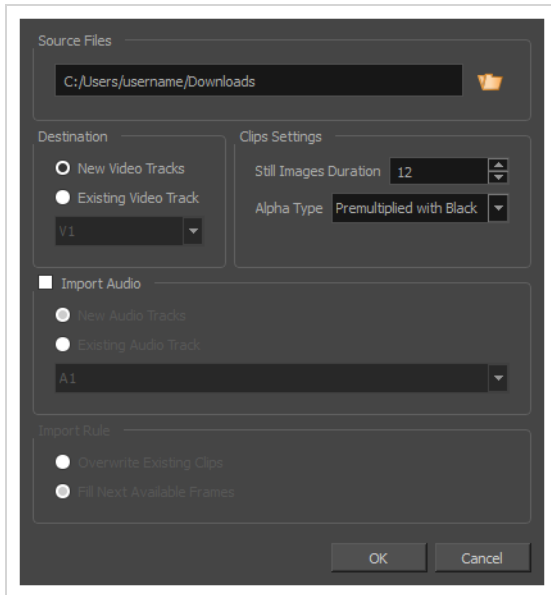 Source Files
C:/Users/username/Downloads
Destination
New Video Tracks
Existing Video Track
V1
Clips Settings
Still Images Duration 12
Alpha Type Premultiplied with Black
Import Audio
New Audio Tracks
Existing Audio Track
A1
Import Rule
Overwrite Existing Clips
Fill Next Available Frames
OK Cancel